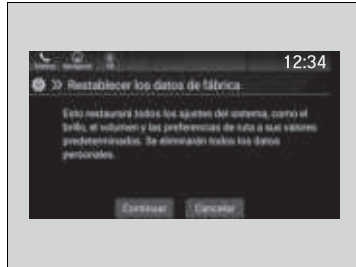 12:34
Restablecer los datos de fábrica
Esto restaurará todos los ajustes del sistema, como el
brillo, el volumen y las preferencias de ruta a sus valores
predeterminados. Se eliminarán todos los datos
personales.
Continuar Cancelar